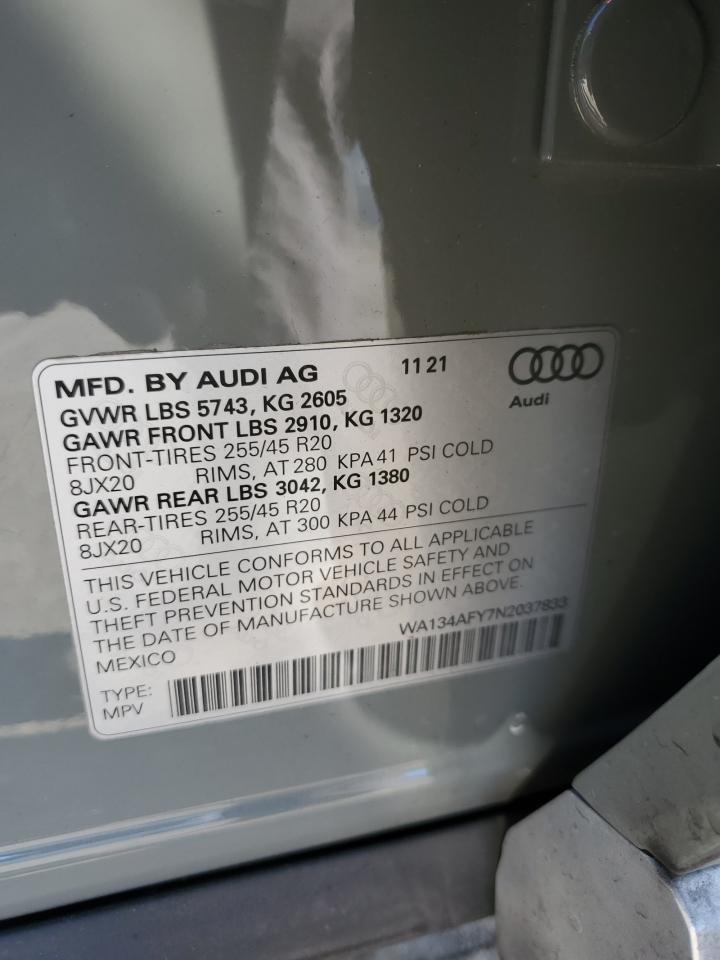 MFD. BY AUDI AG 11 21
Audi
GVWR LBS 5743, KG 2605
GAWR FRONT LBS 2910, KG 1320
FRONT-TIRES 255/45 R20
8JX20 RIMS, AT 280 KPA 41 PSI COLD
GAWR REAR LBS 3042, KG 1380
REAR-TIRES 255/45 R20
8JX20 RIMS, AT 300 KPA 44 PSI COLD
THIS VEHICLE CONFORMS TO ALL APPLICABLE
U.S. FEDERAL MOTOR VEHICLE SAFETY AND
THEFT PREVENTION STANDARDS IN EFFECT ON
THE DATE OF MANUFACTURE SHOWN ABOVE.
MEXICO WA134AFY7N2037833
TYPE:
MPV